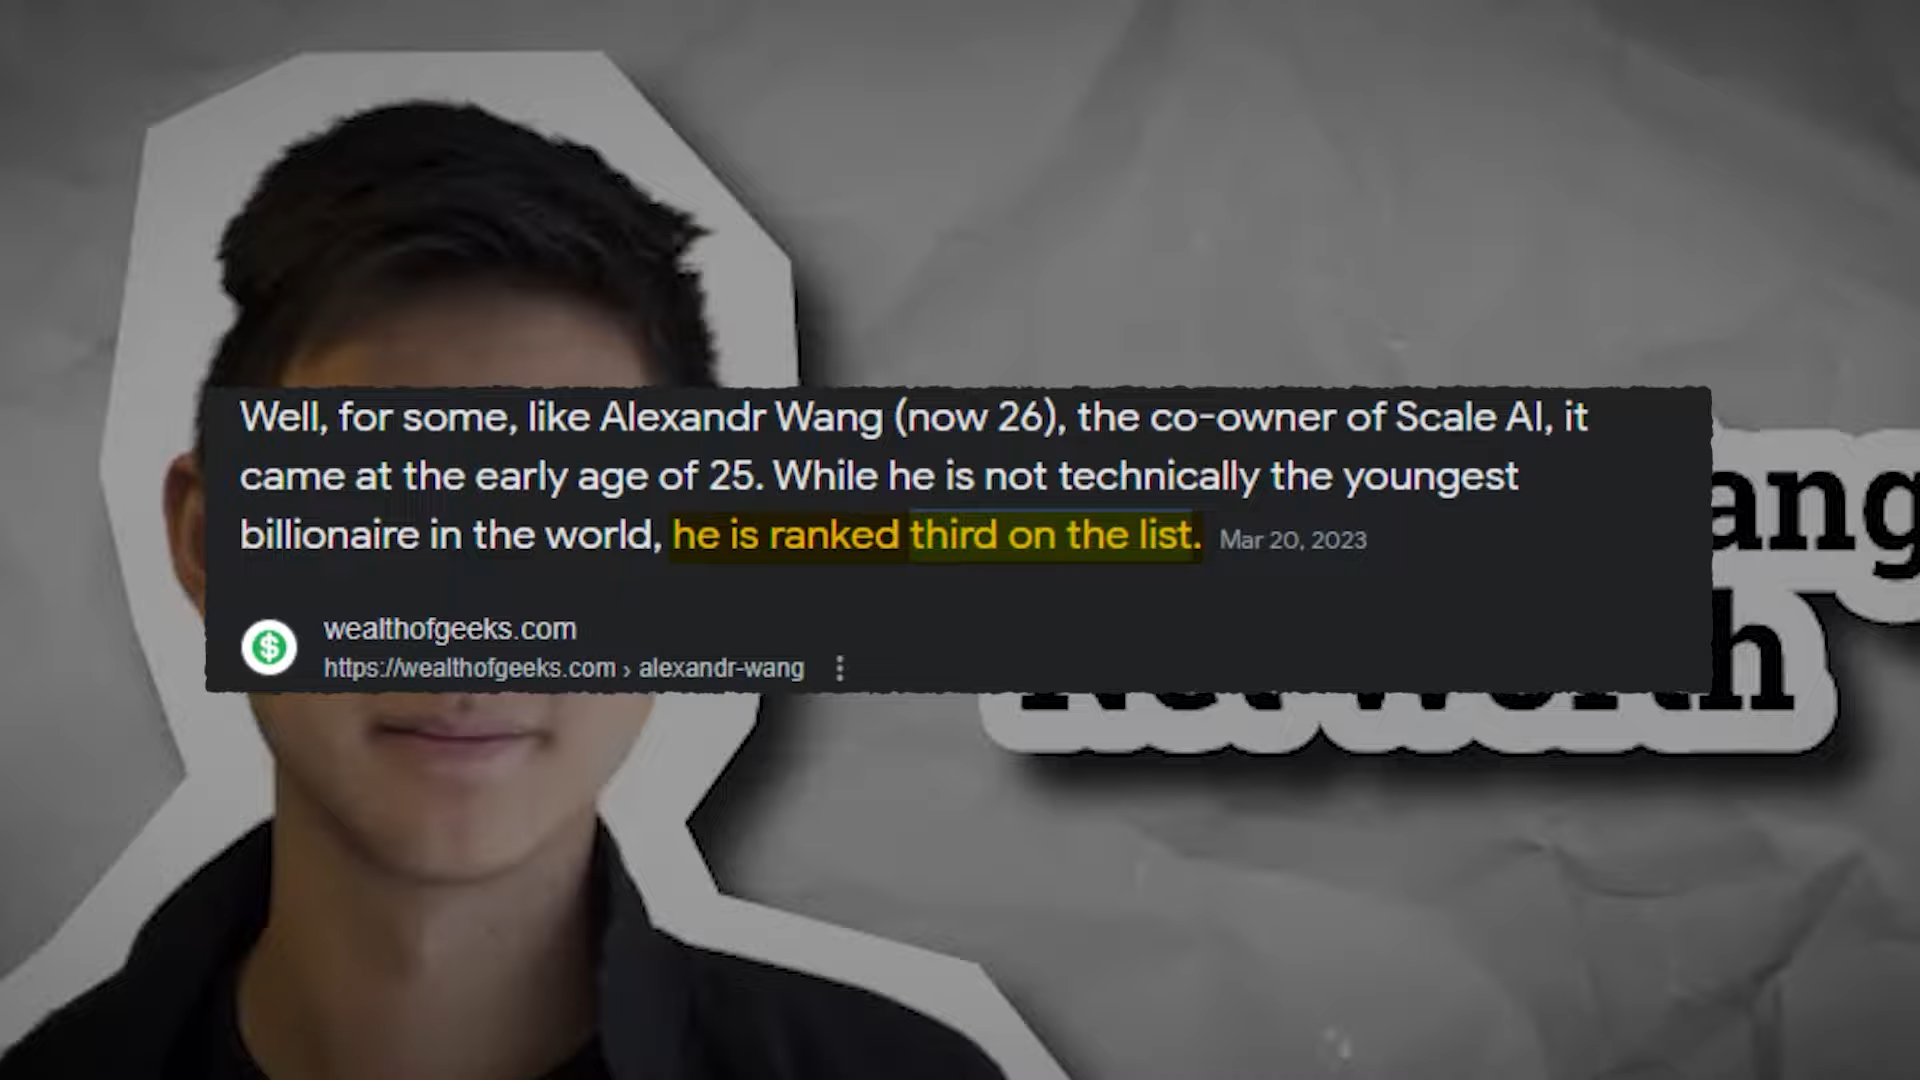 Well, for some, like Alexandr Wang (now 26), the co-owner of Scale AI, it
came at the early age of 25. While he is not technically the youngest
billionaire in the world, he is ranked third on the list. Mar 20, 2023
wealthofgeeks.com
https://wealthofgeeks.com › alexandr-wang